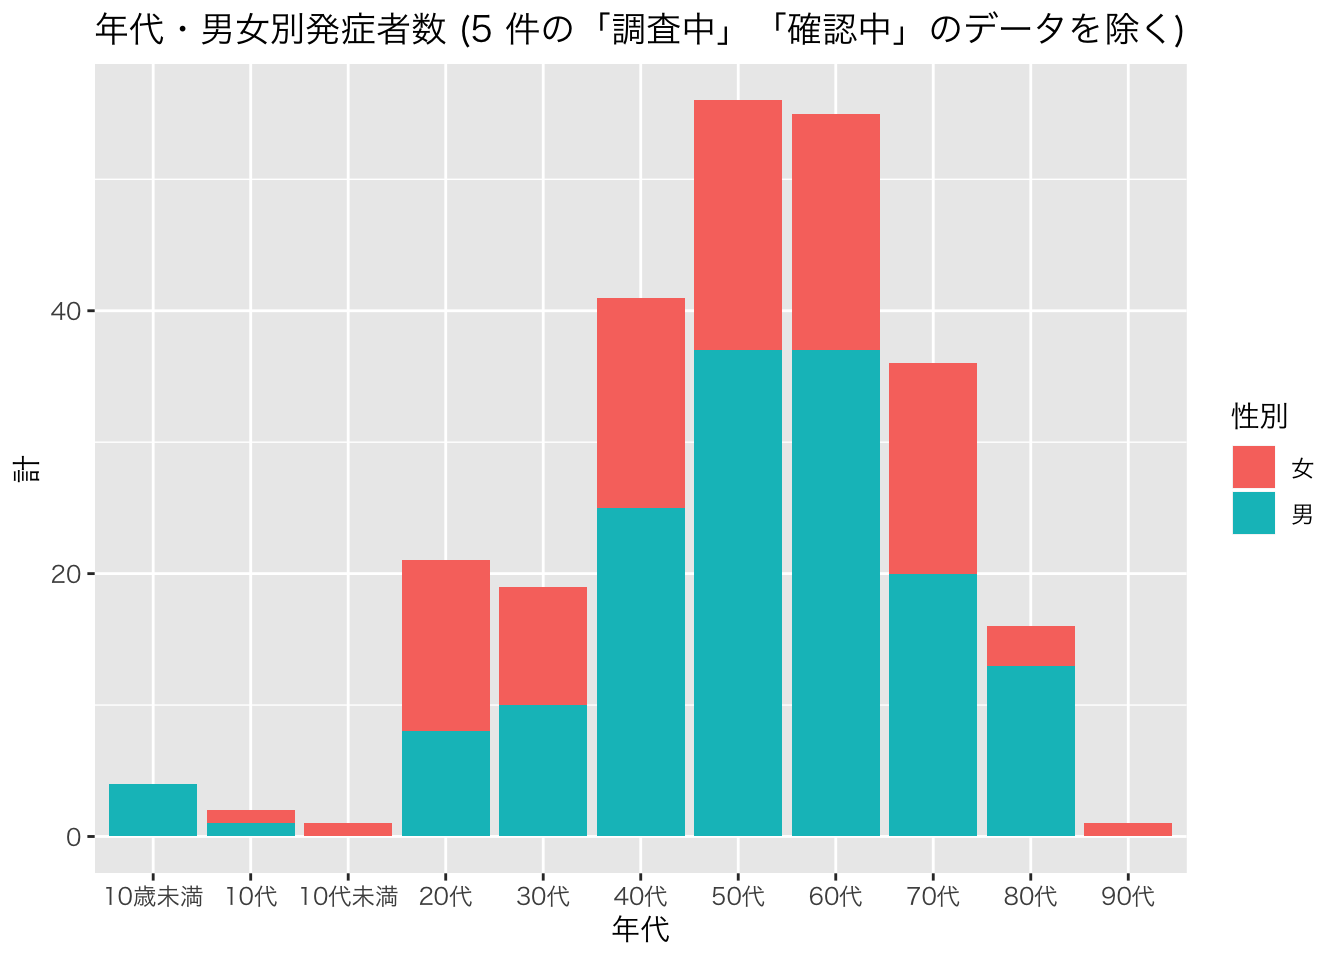 年代・男女別発症者数 (5 件の「調査中」「確認中」のデータを除く)
計
40
20
0
10歳未満 10代 10代未満 20代 30代 40代 50代 60代 70代 80代 90代
年代
性別
女
男